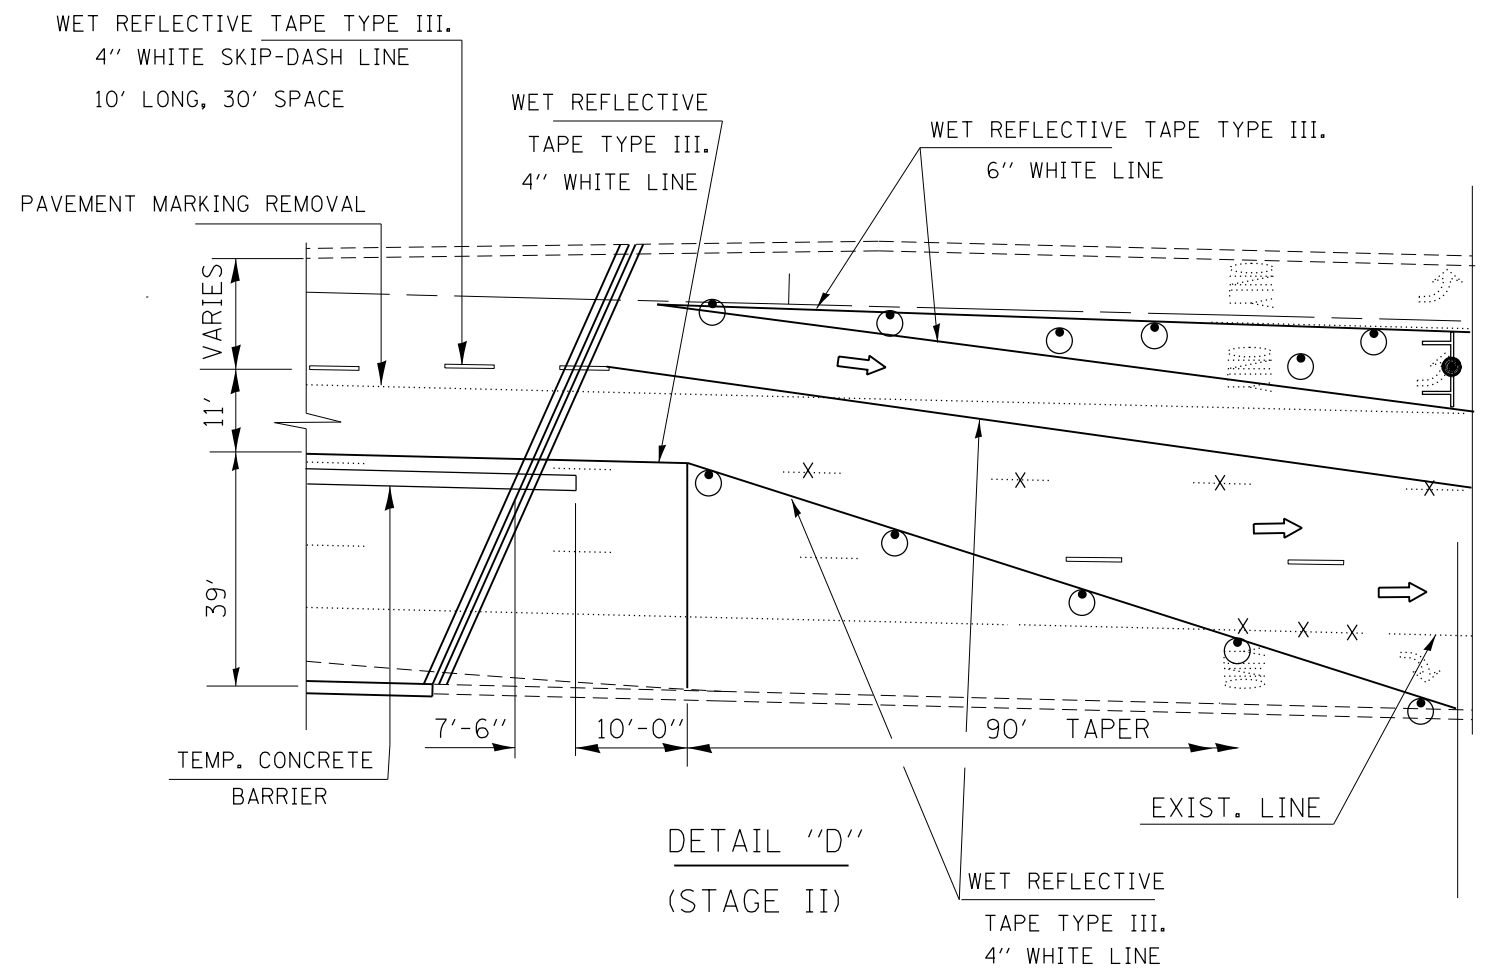 WET REFLECTIVE TAPE TYPE III.
4'' WHITE SKIP-DASH LINE
10' LONG, 30' SPACE
WET REFLECTIVE
TAPE TYPE III.
4'' WHITE LINE
WET REFLECTIVE TAPE TYPE III.
6'' WHITE LINE
PAVEMENT MARKING REMOVAL
VARIES
11'
39'
7'-6''
10'-0''
90' TAPER
TEMP. CONCRETE
BARRIER
EXIST. LINE
DETAIL ''D''
(STAGE II)
WET REFLECTIVE
TAPE TYPE III.
4'' WHITE LINE